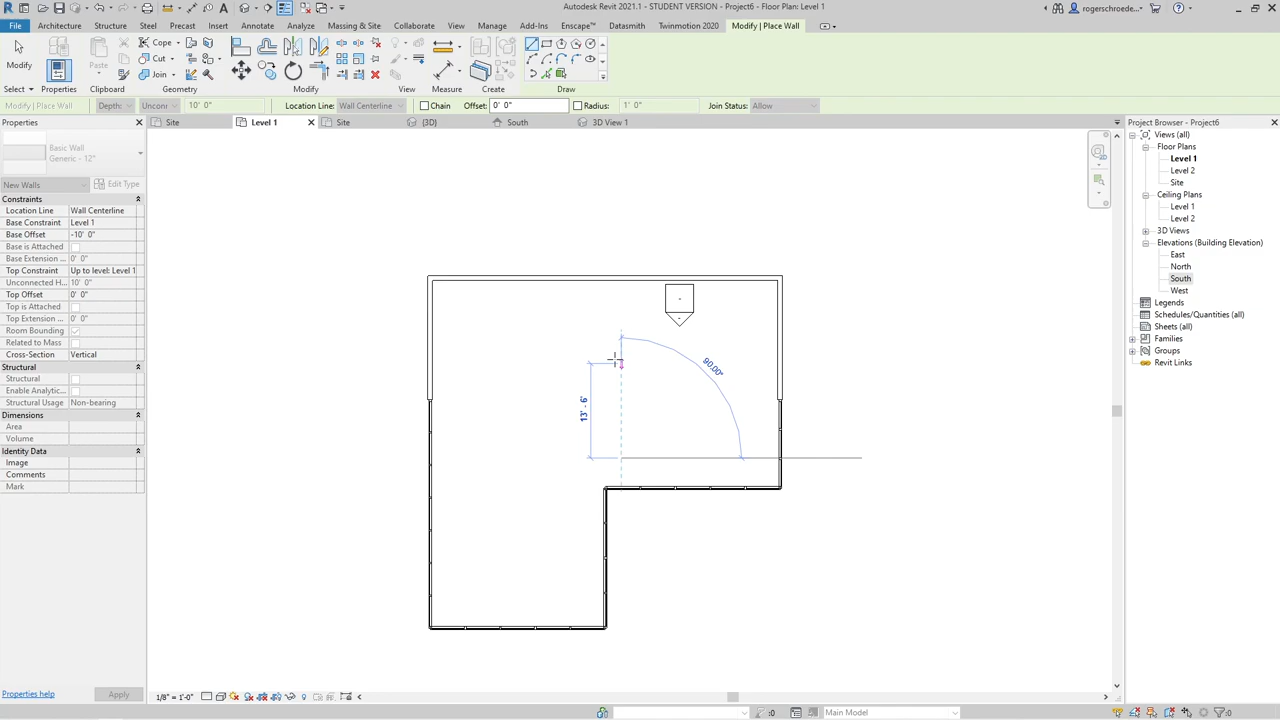 Autodesk Revit 2021.1 - STUDENT VERSION - Project6 - Floor Plan: Level 1
rogerschroede...
File
Architecture
Structure
Steel
Precast
Systems
Insert
Annotate
Analyze
Massing & Site
Collaborate
View
Manage
Add-Ins
Enscape™
Datasmith
Twinmotion 2020
Modify | Place Wall
Modify
Paste
Cope
Cut
Join
Select
Properties
Clipboard
Geometry
Modify
View
Measure
Create
Draw
Modify | Place Wall
Depth:
Uncon
10' 0"
Location Line:
Wall Centerline
Chain
Offset:
0' 0"
Radius:
1' 0"
Join Status:
Allow
Properties
Site
Level 1
Site
{3D}
South
3D View 1
Basic Wall
Generic - 12"
New Walls
Edit Type
Constraints
Location Line
Wall Centerline
Base Constraint
Level 1
Base Offset
-10' 0"
Base is Attached
Base Extension ...
0' 0"
Top Constraint
Up to level: Level 1
Unconnected H...
10' 0"
Top Offset
0' 0"
Top is Attached
Top Extension ...
0' 0"
Room Bounding
Related to Mass
Cross-Section
Vertical
Structural
Structural
Enable Analytic...
Structural Usage
Non-bearing
Dimensions
Area
Volume
Identity Data
Image
Comments
Mark
Properties help
Apply
90.00°
13' - 6"
Project Browser - Project6
Views (all)
Floor Plans
Level 1
Level 2
Site
Ceiling Plans
Level 1
Level 2
3D Views
Elevations (Building Elevation)
East
North
South
West
Legends
Schedules/Quantities (all)
Sheets (all)
Families
Groups
Revit Links
1/8" = 1'-0"
:0
Main Model
:0